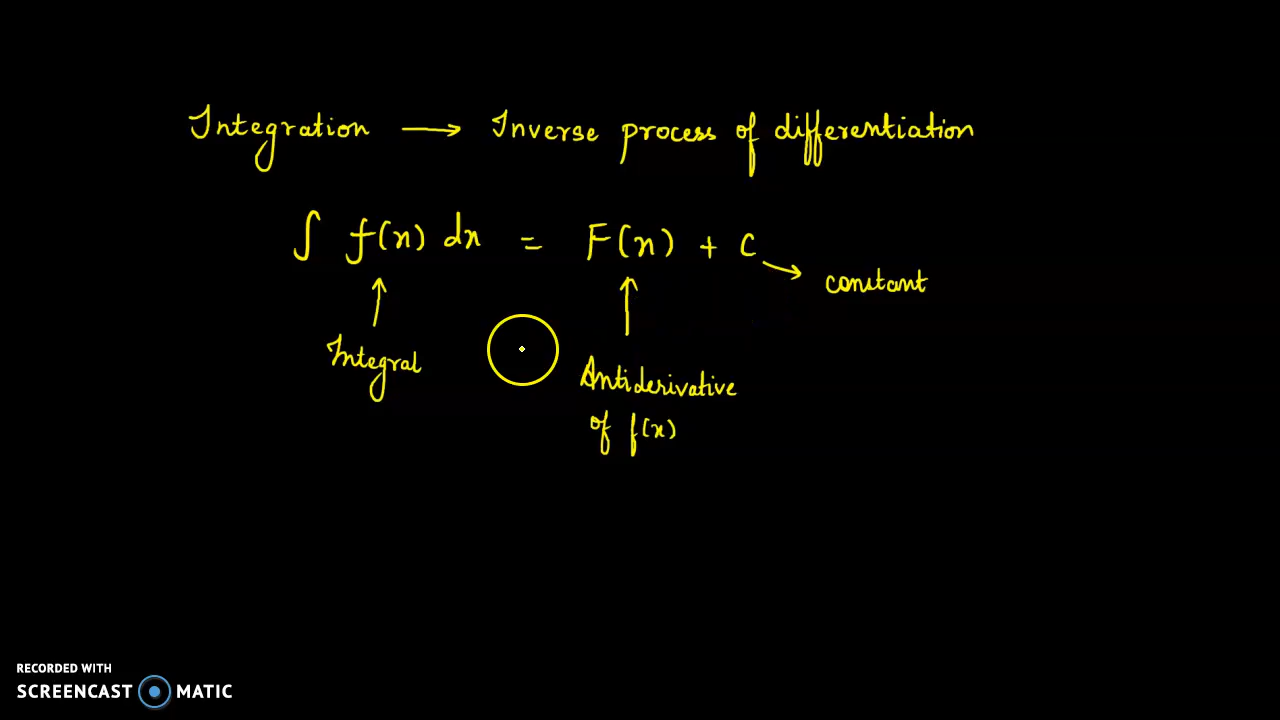 Integration → Inverse process of differentiation
∫ f(x) dx = F(x) + c
constant
Integral
Antiderivative
of f(x)
RECORDED WITH
SCREENCAST MATIC